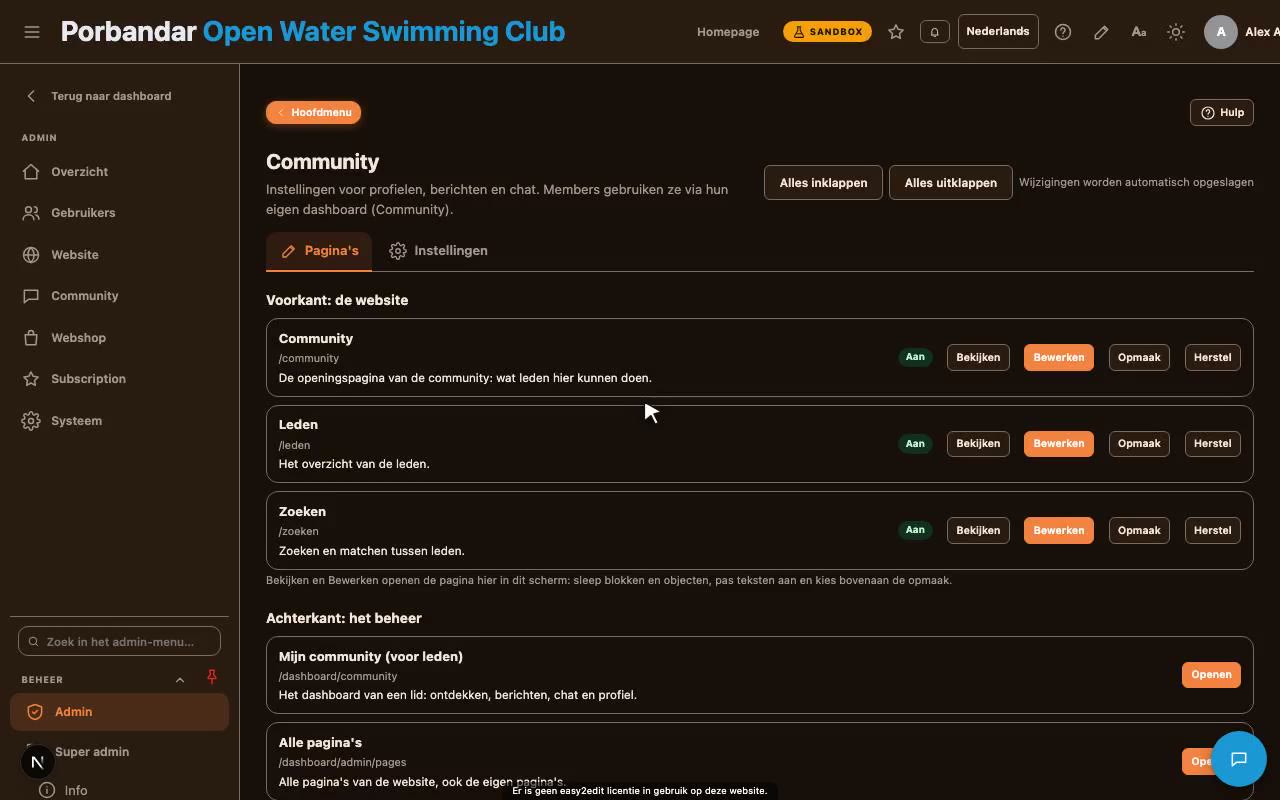 Porbandar Open Water Swimming Club
Homepage
SANDBOX
Nederlands
Aa
A
Alex A
Terug naar dashboard
ADMIN
Overzicht
Gebruikers
Website
Community
Webshop
Subscription
Systeem
Zoek in het admin-menu...
BEHEER
Admin
Super admin
N
Info
Hoofdmenu
Hulp
Community
Instellingen voor profielen, berichten en chat. Members gebruiken ze via hun
eigen dashboard (Community).
Alles inklappen
Alles uitklappen
Wijzigingen worden automatisch opgeslagen
Pagina's
Instellingen
Voorkant: de website
Community
/community
De openingspagina van de community: wat leden hier kunnen doen.
Aan
Bekijken
Bewerken
Opmaak
Herstel
Leden
/leden
Het overzicht van de leden.
Aan
Bekijken
Bewerken
Opmaak
Herstel
Zoeken
/zoeken
Zoeken en matchen tussen leden.
Aan
Bekijken
Bewerken
Opmaak
Herstel
Bekijken en Bewerken openen de pagina hier in dit scherm: sleep blokken en objecten, pas teksten aan en kies bovenaan de opmaak.
Achterkant: het beheer
Mijn community (voor leden)
/dashboard/community
Het dashboard van een lid: ontdekken, berichten, chat en profiel.
Openen
Alle pagina's
/dashboard/admin/pages
Alle pagina's van de website, ook de eigen pagina's.
Ope
Er is geen easy2edit licentie in gebruik op deze website.